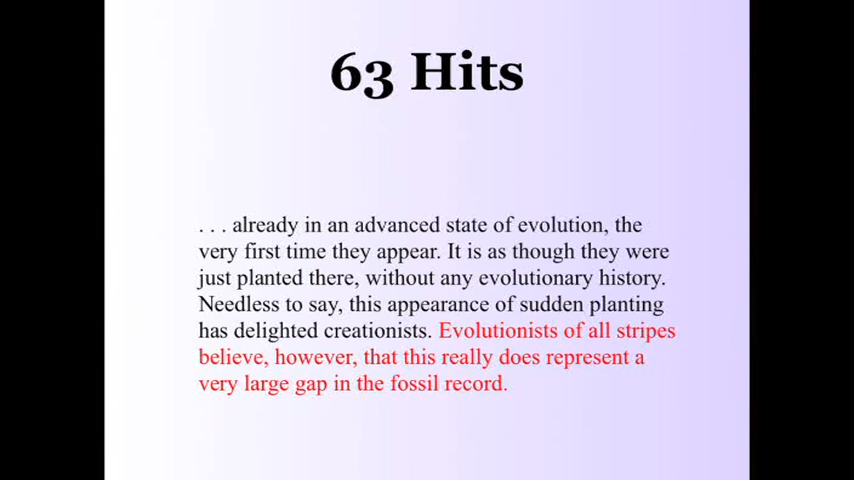 63 Hits
. . . already in an advanced state of evolution, the
very first time they appear. It is as though they were
just planted there, without any evolutionary history.
Needless to say, this appearance of sudden planting
has delighted creationists. Evolutionists of all stripes
believe, however, that this really does represent a
very large gap in the fossil record.